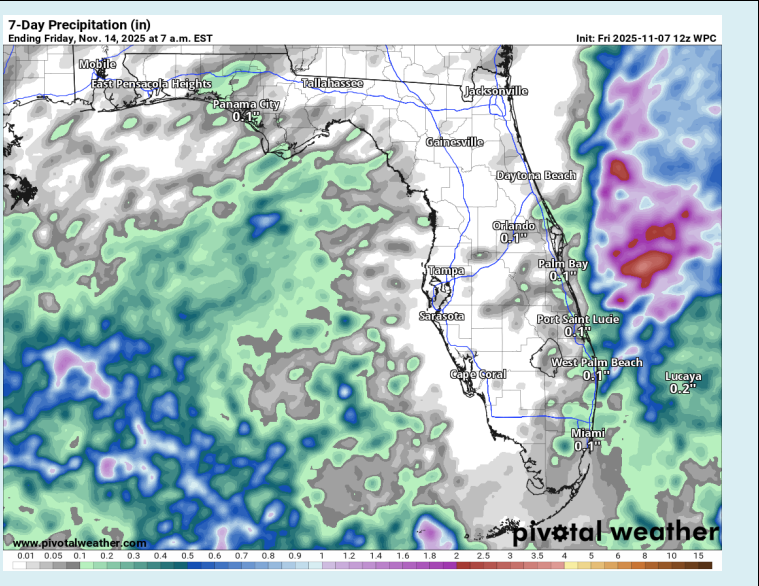 7-Day Precipitation (in)
Ending Friday, Nov. 14, 2025 at 7 a.m. EST
Init: Fri 2025-11-07 12z WPC
Mobile
East Pensacola Heights
Tallahassee
Jacksonville
Panama City
0.1"
Gainesville
Daytona Beach
Orlando
0.1"
Palm Bay
0.1"
Tampa
Sarasota
Port Saint Lucie
0.1"
West Palm Beach
0.1"
Cape Coral
Lucaya
0.2"
Miami
0.1"
www.pivotalweather.com
pivotal weather
0.01 0.05 0.1 0.2 0.3 0.4 0.5 0.6 0.7 0.8 0.9 1 1.2 1.4 1.6 1.8 2 2.5 3 3.5 4 5 6 8 10 15